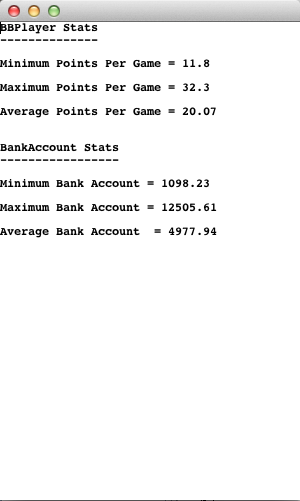 BBPlayer Stats
--------------
Minimum Points Per Game = 11.8
Maximum Points Per Game = 32.3
Average Points Per Game = 20.07
BankAccount Stats
-----------------
Minimum Bank Account = 1098.23
Maximum Bank Account = 12505.61
Average Bank Account  = 4977.94